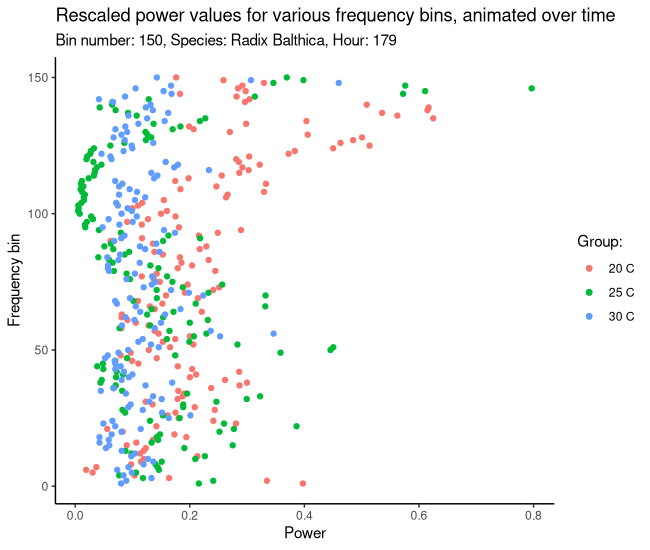 Rescaled power values for various frequency bins, animated over time
Bin number: 150, Species: Radix Balthica, Hour: 179
150
100
50
0
Frequency bin
0.0 0.2 0.4 0.6 0.8
Power
Group:
20 C
25 C
30 C